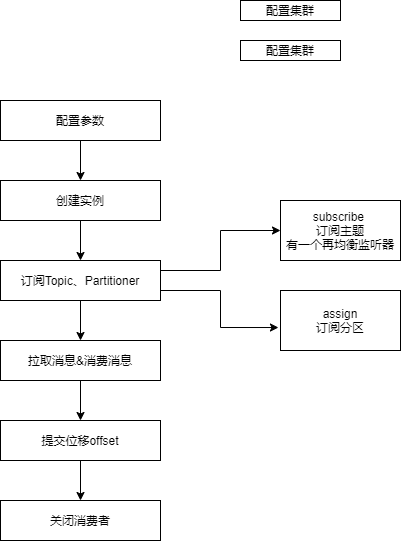 配置集群
配置集群
配置参数
创建实例
订阅Topic、Partitioner
subscribe
订阅主题
有一个再均衡监听器
assign
订阅分区
拉取消息&消费消息
提交位移offset
关闭消费者